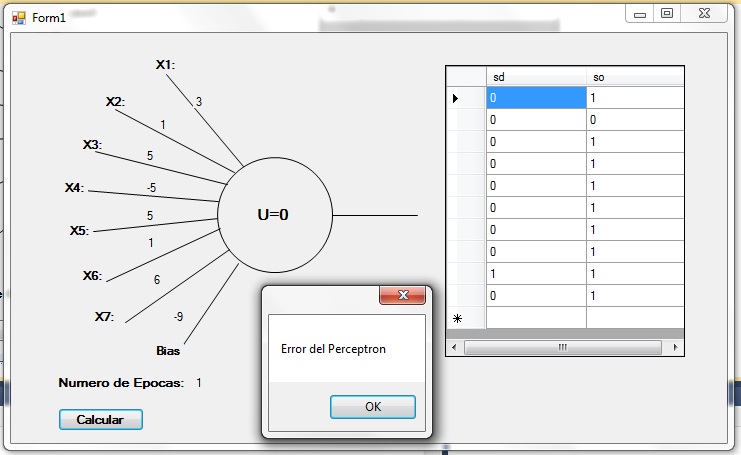 Form1
X1:
3
X2:
1
X3:
5
X4:
-5
X5:
5
X6:
1
X7:
6
Bias
-9
U=0
Numero de Epocas: 1
Calcular
sd so
0 1
0 0
0 1
0 1
0 1
0 1
0 1
0 1
1 1
0 1
Error del Perceptron
OK